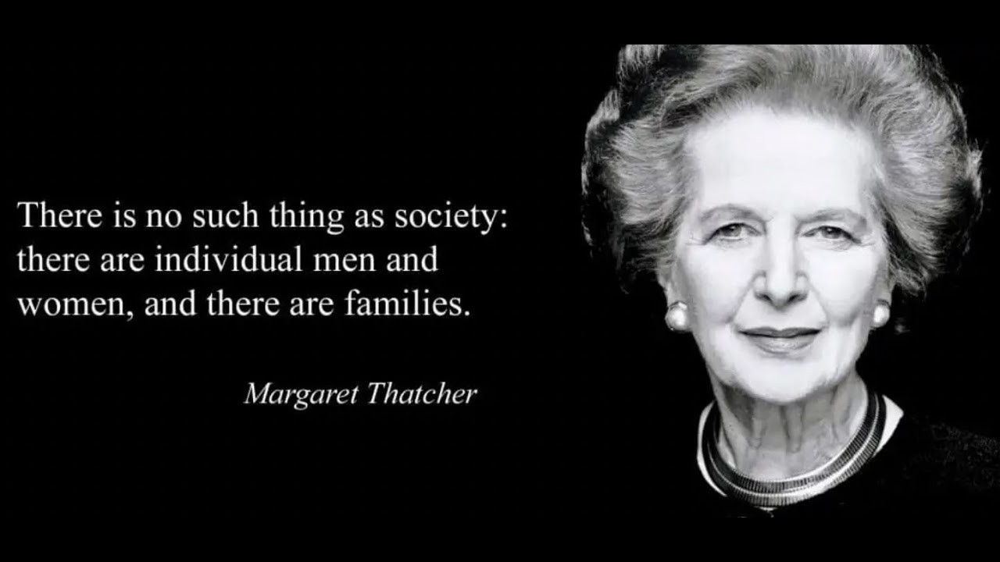 There is no such thing as society:
there are individual men and
women, and there are families.
Margaret Thatcher